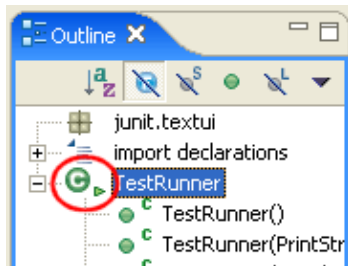 Outline
junit.textui
import declarations
TestRunner
TestRunner()
TestRunner(PrintStr